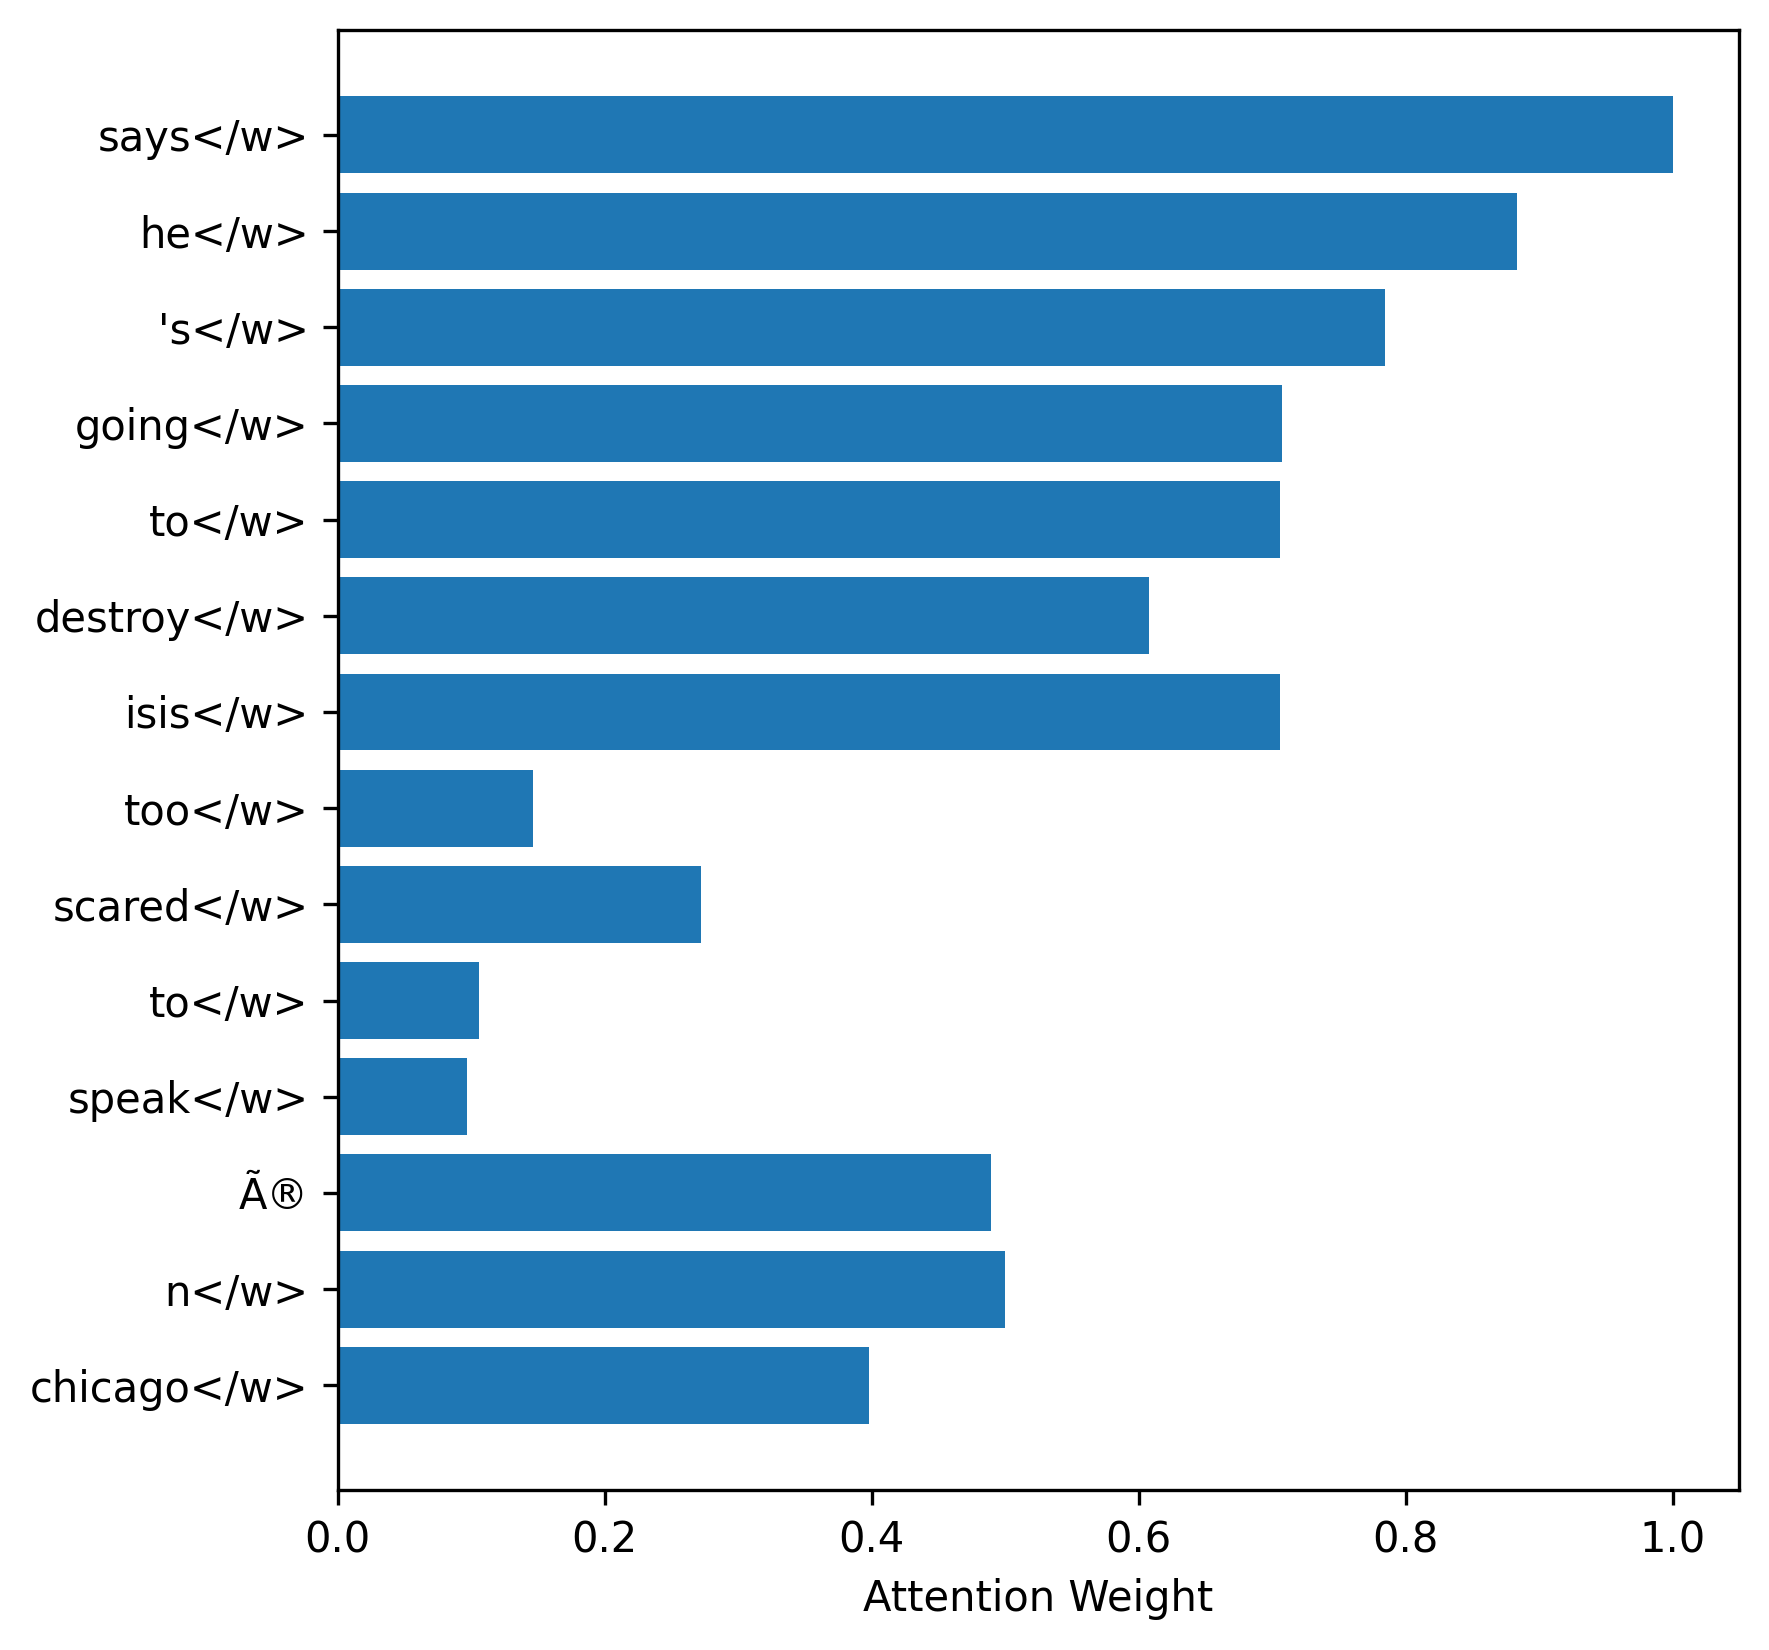 says</w>
he</w>
's</w>
going</w>
to</w>
destroy</w>
isis</w>
too</w>
scared</w>
to</w>
speak</w>
Ã®
n</w>
chicago</w>
0.0 0.2 0.4 0.6 0.8 1.0
Attention Weight